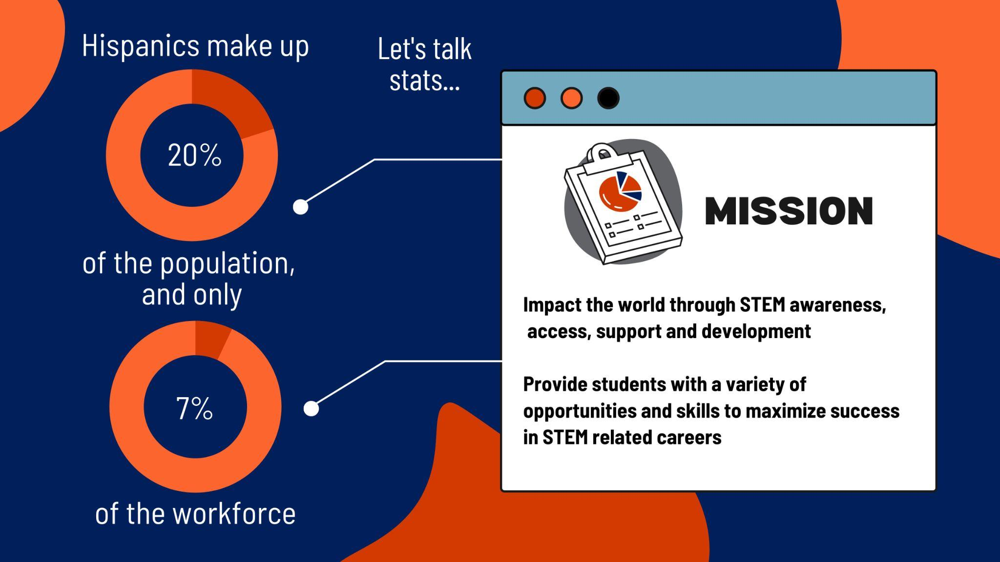 Hispanics make up
20%
of the population,
and only
7%
of the workforce
Let's talk
stats...
MISSION
Impact the world through STEM awareness,
access, support and development
Provide students with a variety of
opportunities and skills to maximize success
in STEM related careers